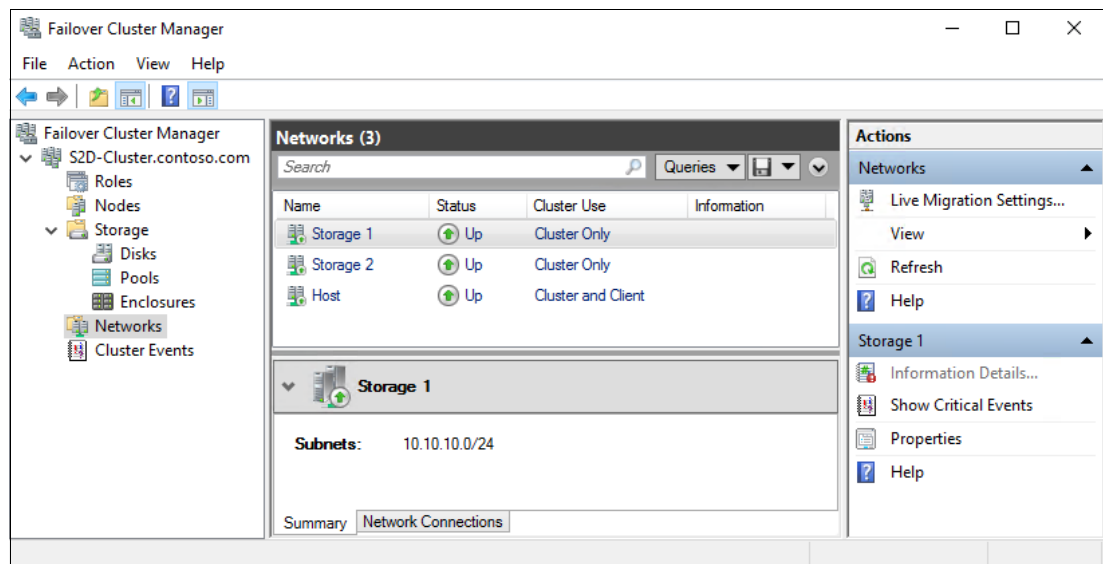 Failover Cluster Manager
File Action View Help
Failover Cluster Manager
S2D-Cluster.contoso.com
Roles
Nodes
Storage
Disks
Pools
Enclosures
Networks
Cluster Events
Networks (3)
Search
Queries
Name Status Cluster Use Information
Storage 1 Up Cluster Only
Storage 2 Up Cluster Only
Host Up Cluster and Client
Storage 1
Subnets: 10.10.10.0/24
Summary Network Connections
Actions
Networks
Live Migration Settings...
View
Refresh
Help
Storage 1
Information Details...
Show Critical Events
Properties
Help